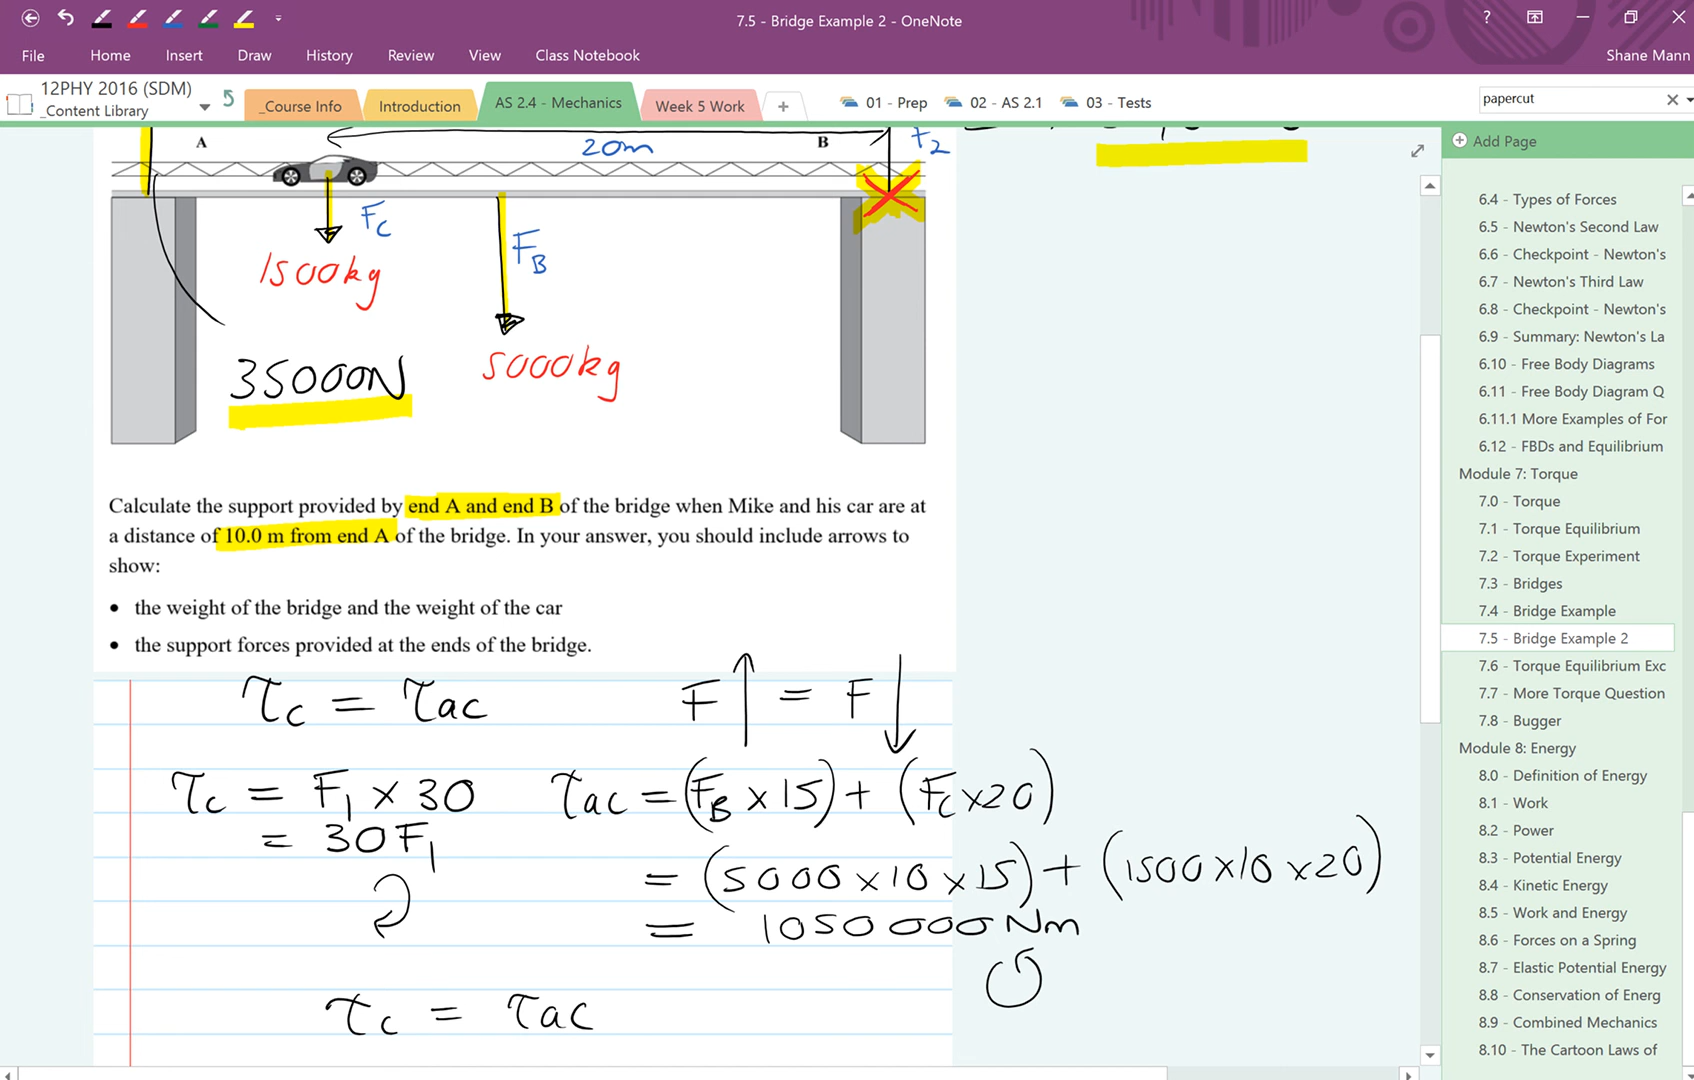 7.5 - Bridge Example 2 - OneNote
?
File Home Insert Draw History Review View Class Notebook
Shane Mann
12PHY 2016 (SDM)
_Content Library
_Course Info
Introduction
AS 2.4 - Mechanics
Week 5 Work
+
01 - Prep
02 - AS 2.1
03 - Tests
papercut
A
20m
B
F2
Fc
1500kg
FB
35000N
5000kg
Calculate the support provided by end A and end B of the bridge when Mike and his car are at
a distance of 10.0 m from end A of the bridge. In your answer, you should include arrows to
show:
• the weight of the bridge and the weight of the car
• the support forces provided at the ends of the bridge.
τc = τac
F↑ = F↓
τc = F1 × 30
= 30F1
τac = (FB × 15) + (Fc × 20)
= (5000 × 10 × 15) + (1500 × 10 × 20)
= 1050 000 Nm
τc = τac
Add Page
6.4 - Types of Forces
6.5 - Newton's Second Law
6.6 - Checkpoint - Newton's
6.7 - Newton's Third Law
6.8 - Checkpoint - Newton's
6.9 - Summary: Newton's La
6.10 - Free Body Diagrams
6.11 - Free Body Diagram Q
6.11.1 More Examples of For
6.12 - FBDs and Equilibrium
Module 7: Torque
7.0 - Torque
7.1 - Torque Equilibrium
7.2 - Torque Experiment
7.3 - Bridges
7.4 - Bridge Example
7.5 - Bridge Example 2
7.6 - Torque Equilibrium Exc
7.7 - More Torque Question
7.8 - Bugger
Module 8: Energy
8.0 - Definition of Energy
8.1 - Work
8.2 - Power
8.3 - Potential Energy
8.4 - Kinetic Energy
8.5 - Work and Energy
8.6 - Forces on a Spring
8.7 - Elastic Potential Energy
8.8 - Conservation of Energ
8.9 - Combined Mechanics
8.10 - The Cartoon Laws of